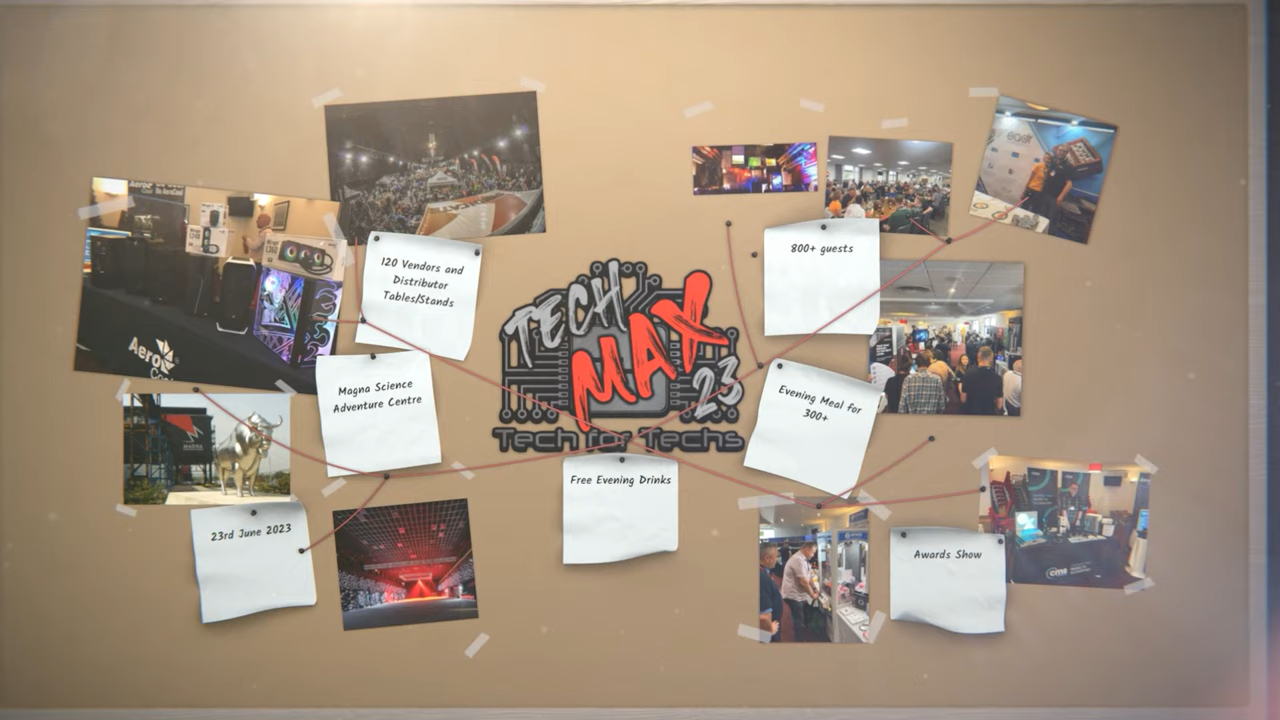 120 Vendors and
Distributor
Tables/Stands
800+ guests
TECH
MAX
23
Tech for Techs
Magna Science
Adventure Centre
Evening Meal for
300+
Free Evening Drinks
23rd June 2023
Awards Show
Aero
cms